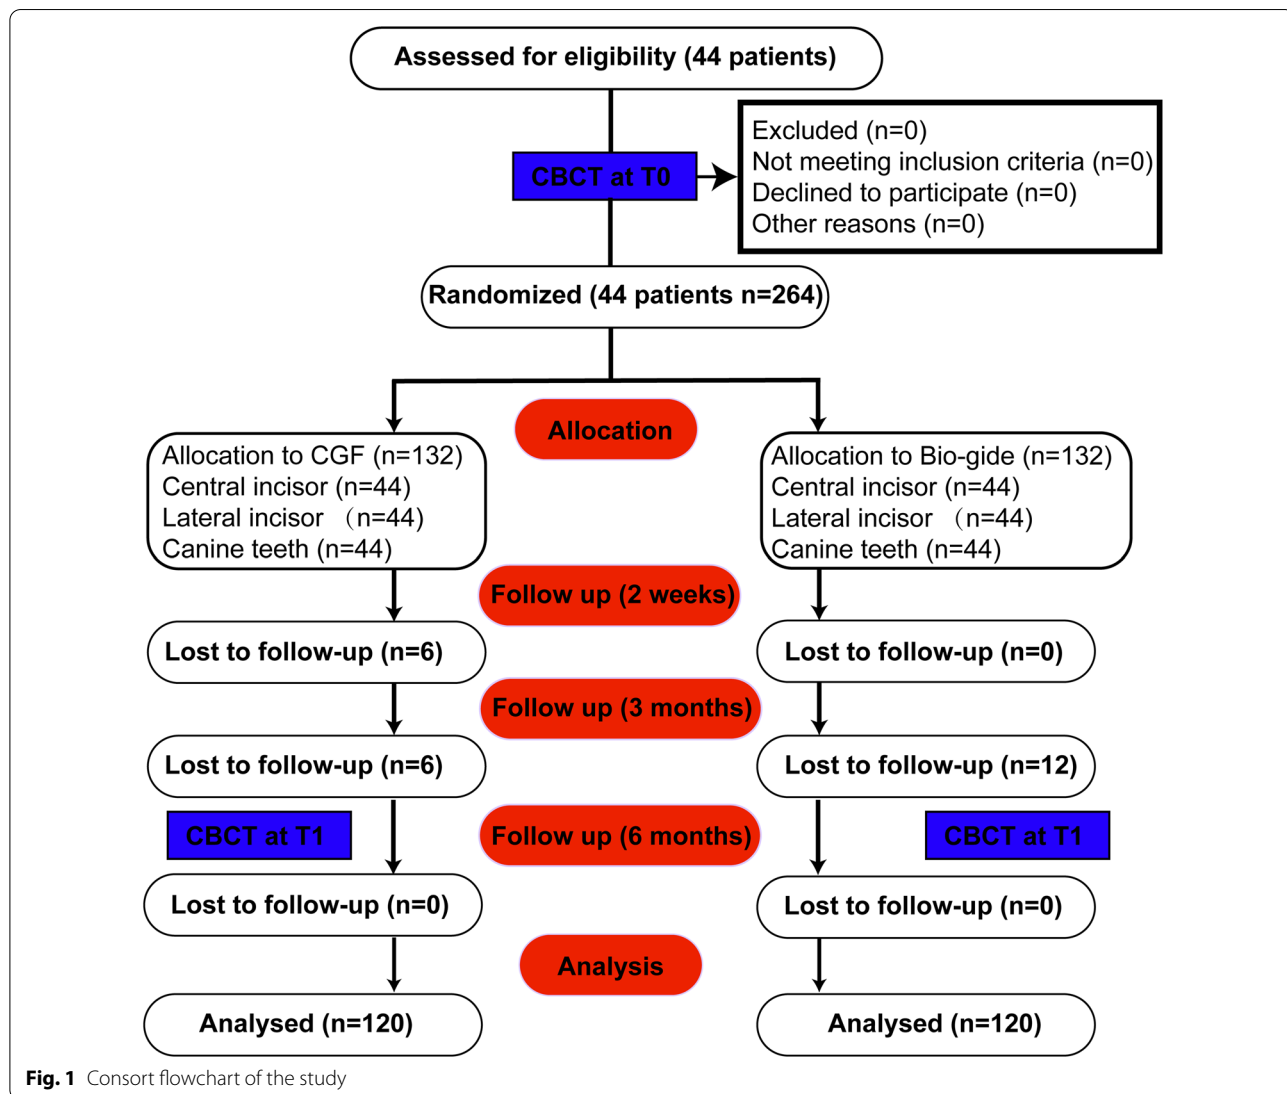 Assessed for eligibility (44 patients)
CBCT at T0
Excluded (n=0)
Not meeting inclusion criteria (n=0)
Declined to participate (n=0)
Other reasons (n=0)
Randomized (44 patients n=264)
Allocation
Allocation to CGF (n=132)
Central incisor (n=44)
Lateral incisor （n=44)
Canine teeth (n=44)
Allocation to Bio-gide (n=132)
Central incisor (n=44)
Lateral incisor （n=44)
Canine teeth (n=44)
Follow up (2 weeks)
Lost to follow-up (n=6)
Lost to follow-up (n=0)
Follow up (3 months)
Lost to follow-up (n=6)
Lost to follow-up (n=12)
CBCT at T1
Follow up (6 months)
CBCT at T1
Lost to follow-up (n=0)
Lost to follow-up (n=0)
Analysis
Analysed (n=120)
Analysed (n=120)
Fig. 1 Consort flowchart of the study